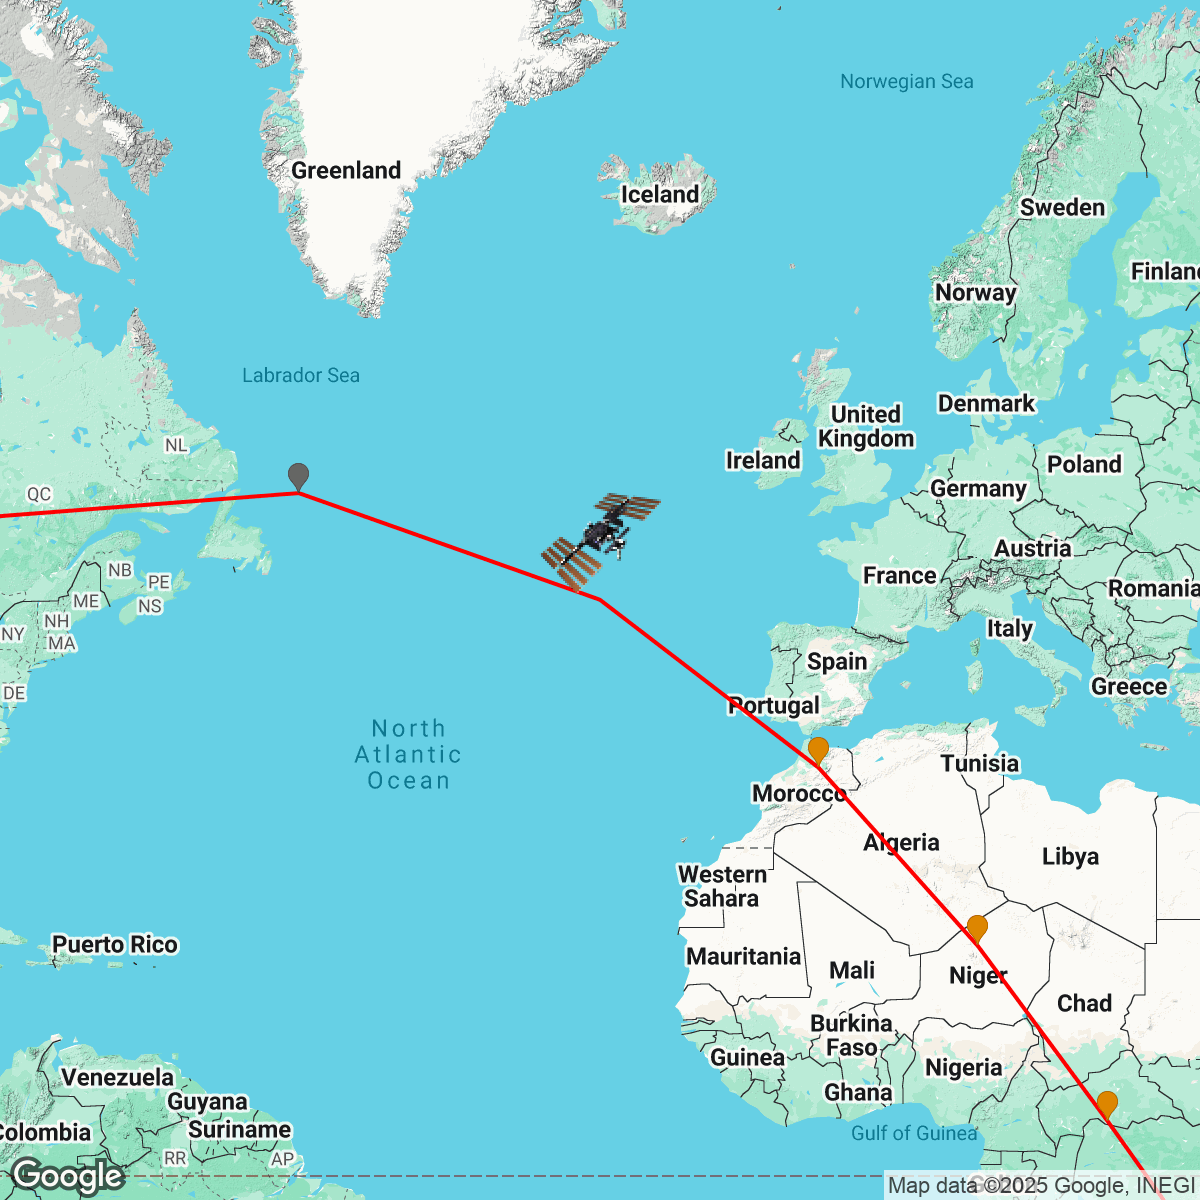 Norwegian Sea
Greenland
Iceland
Sweden
Finlan
Norway
Labrador Sea
Denmark
United
Kingdom
NL
Ireland
Poland
QC
Germany
Austria
NB
France
PE
Romania
ME
NS
NH
Italy
NY
MA
Spain
Greece
DE
Portugal
North
Atlantic
Ocean
Tunisia
Morocco
Algeria
Libya
Western
Sahara
Puerto Rico
Mauritania
Mali
Niger
Chad
Burkina
Faso
Guinea
Nigeria
Venezuela
Ghana
Guyana
Suriname
Colombia
Gulf of Guinea
RR
AP
Google
Map data ©2025 Google, INEGI